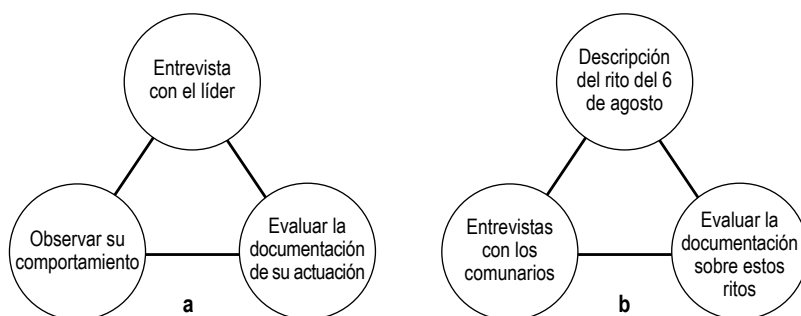 Entrevista
con el líder
Observar su
comportamiento
Evaluar la
documentación
de su actuación
a
Descripción
del rito del 6
de agosto
Entrevistas
con los
comunarios
Evaluar la
documentación
sobre estos
ritos
b